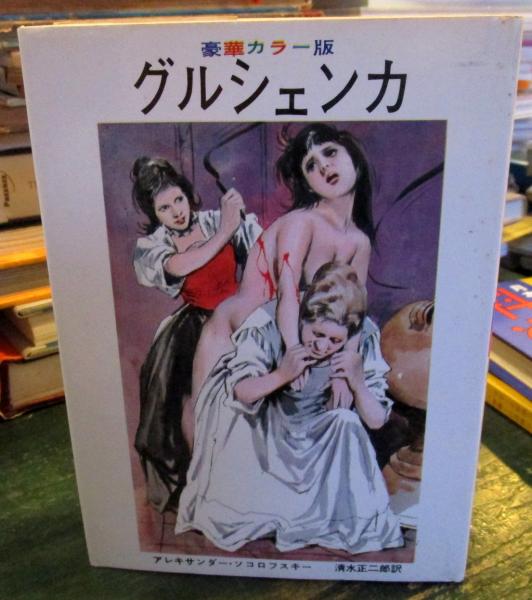 豪華カラー版
グルシェンカ
アレキサンダー・ソコロフスキー 清水正二郎訳